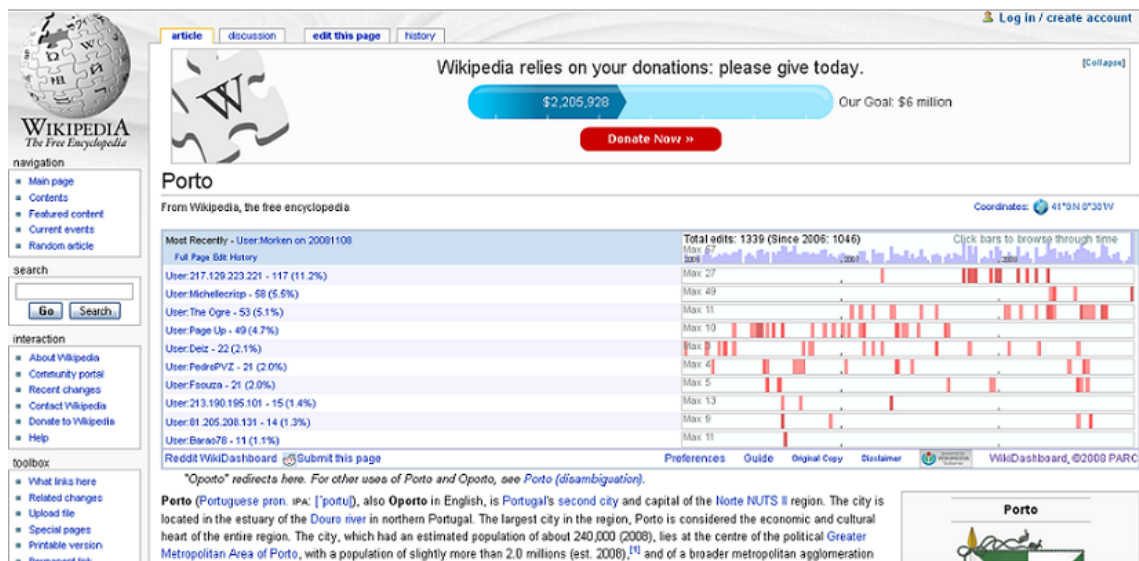 Log in / create account
article discussion edit this page history
Wikipedia relies on your donations: please give today.
[Collapse]
$2,205,928
Our Goal: $6 million
Donate Now »
W
WIKIPEDIA
The Free Encyclopedia
navigation
Main page
Contents
Featured content
Current events
Random article
search
Go Search
interaction
About Wikipedia
Community portal
Recent changes
Contact Wikipedia
Donate to Wikipedia
Help
toolbox
What links here
Related changes
Upload file
Special pages
Printable version
Permanent link
Porto
From Wikipedia, the free encyclopedia
Coordinates: 41°9N 8°38W
Most Recently - User:Morken on 20081108
Full Page Edit History
Total edits: 1339 (Since 2006: 1046)
Click bars to browse through time
Max 67
2006 2007 2008
User:217.129.223.221 - 117 (11.2%) Max 27
User:Michellecrisp - 58 (5.5%) Max 49
User:The Ogre - 53 (5.1%) Max 11
User:Page Up - 49 (4.7%) Max 10
User:Deiz - 22 (2.1%) Max 3
User:PedroPVZ - 21 (2.0%) Max 4
User:Fsouza - 21 (2.0%) Max 5
User:213.190.195.101 - 15 (1.4%) Max 13
User:81.205.208.131 - 14 (1.3%) Max 9
User:Barao78 - 11 (1.1%) Max 11
Reddit WikiDashboard Submit this page
Preferences Guide Original Copy Disclaimer
WikiDashboard, ©2008 PARC
"Oporto" redirects here. For other uses of Porto and Oporto, see Porto (disambiguation).
Porto (Portuguese pron. IPA: [ˈpoɾtu]), also Oporto in English, is Portugal's second city and capital of the Norte NUTS II region. The city is
located in the estuary of the Douro river in northern Portugal. The largest city in the region, Porto is considered the economic and cultural
heart of the entire region. The city, which had an estimated population of about 240,000 (2008), lies at the centre of the political Greater
Metropolitan Area of Porto, with a population of slightly more than 2.0 millions (est. 2008),[1] and of a broader metropolitan agglomeration
Porto